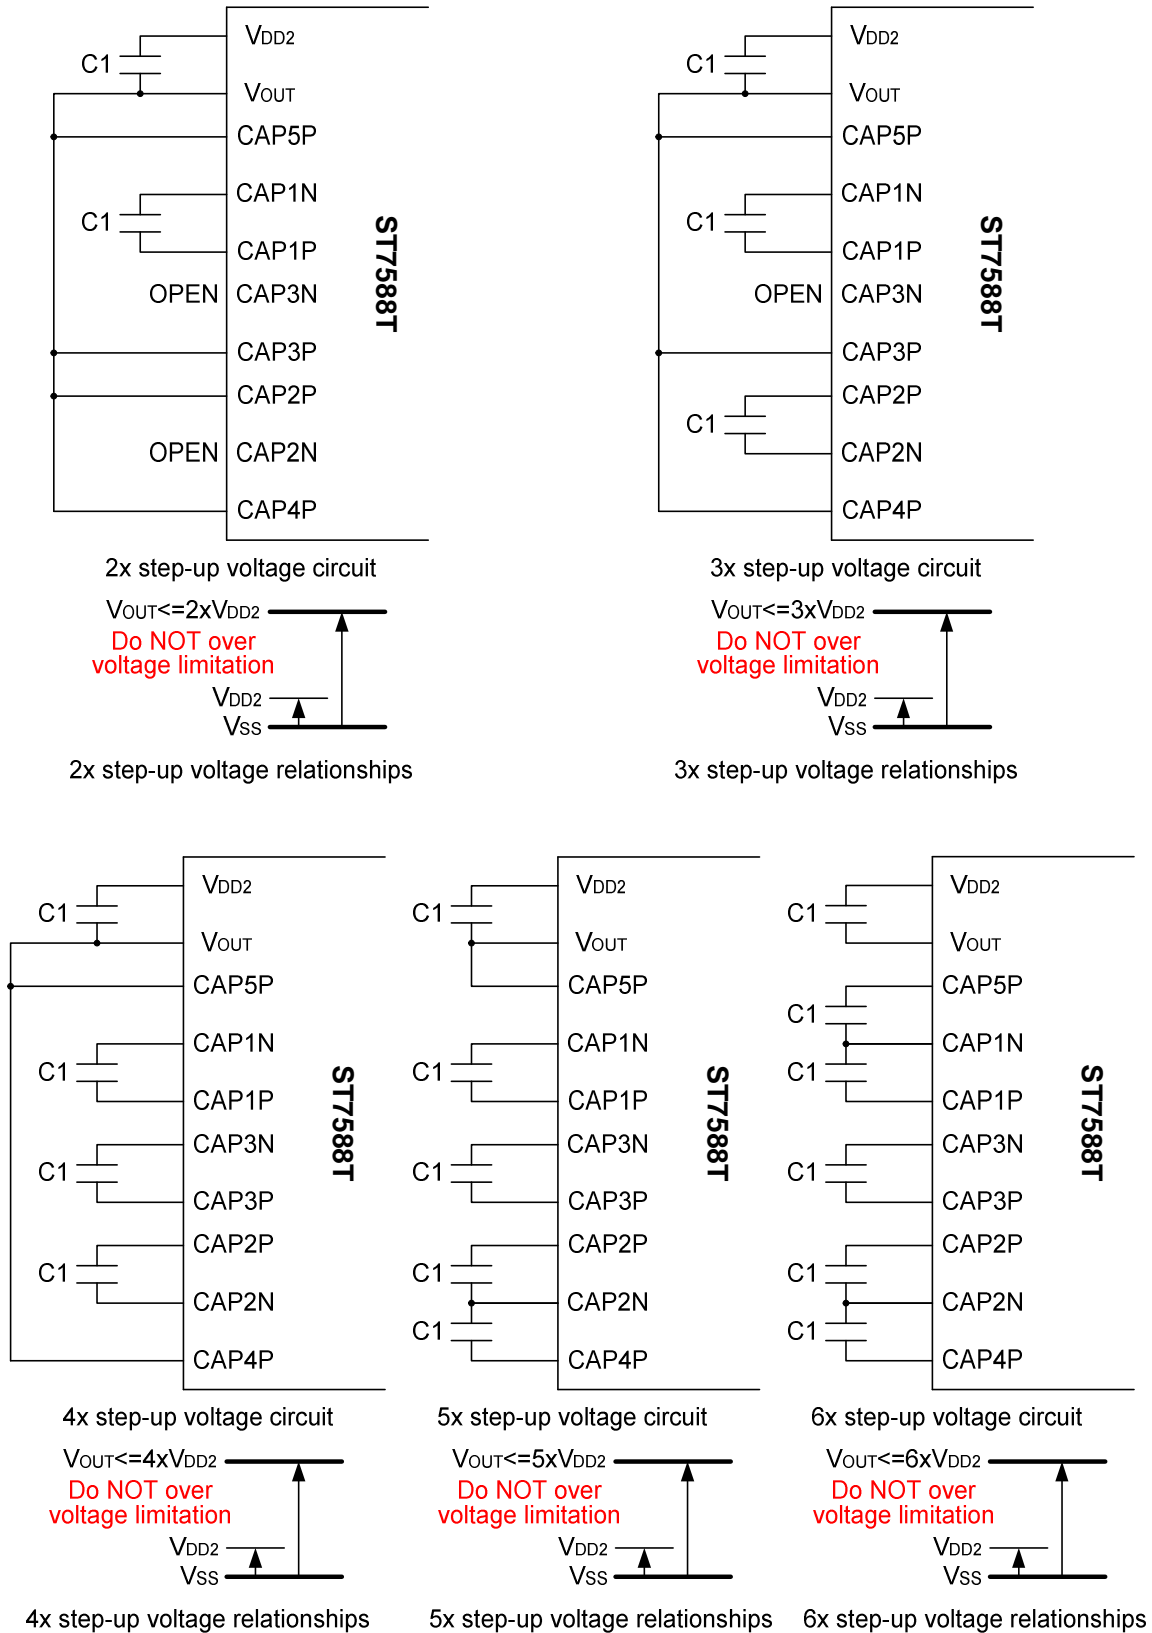 VDD2
C1
VOUT
CAP5P
CAP1N
C1
CAP1P
OPEN CAP3N
CAP3P
CAP2P
OPEN CAP2N
CAP4P
ST7588T
2x step-up voltage circuit
VOUT<=2xVDD2
Do NOT over
voltage limitation
VDD2
VSS
2x step-up voltage relationships
VDD2
C1
VOUT
CAP5P
CAP1N
C1
CAP1P
OPEN CAP3N
CAP3P
CAP2P
C1
CAP2N
CAP4P
ST7588T
3x step-up voltage circuit
VOUT<=3xVDD2
Do NOT over
voltage limitation
VDD2
VSS
3x step-up voltage relationships
VDD2
C1
VOUT
CAP5P
CAP1N
C1
CAP1P
CAP3N
C1
CAP3P
CAP2P
C1
CAP2N
CAP4P
ST7588T
4x step-up voltage circuit
VOUT<=4xVDD2
Do NOT over
voltage limitation
VDD2
VSS
4x step-up voltage relationships
VDD2
C1
VOUT
CAP5P
CAP1N
C1
CAP1P
CAP3N
C1
CAP3P
CAP2P
C1
CAP2N
C1
CAP4P
ST7588T
5x step-up voltage circuit
VOUT<=5xVDD2
Do NOT over
voltage limitation
VDD2
VSS
5x step-up voltage relationships
VDD2
C1
VOUT
CAP5P
C1
CAP1N
C1
CAP1P
CAP3N
C1
CAP3P
CAP2P
C1
CAP2N
C1
CAP4P
ST7588T
6x step-up voltage circuit
VOUT<=6xVDD2
Do NOT over
voltage limitation
VDD2
VSS
6x step-up voltage relationships